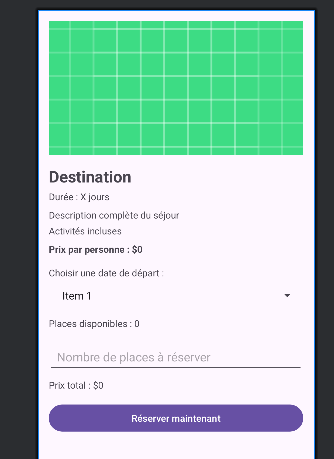 Destination
Durée : X jours
Description complète du séjour
Activités incluses
Prix par personne : $0
Choisir une date de départ :
Item 1
Places disponibles : 0
Nombre de places à réserver
Prix total : $0
Réserver maintenant